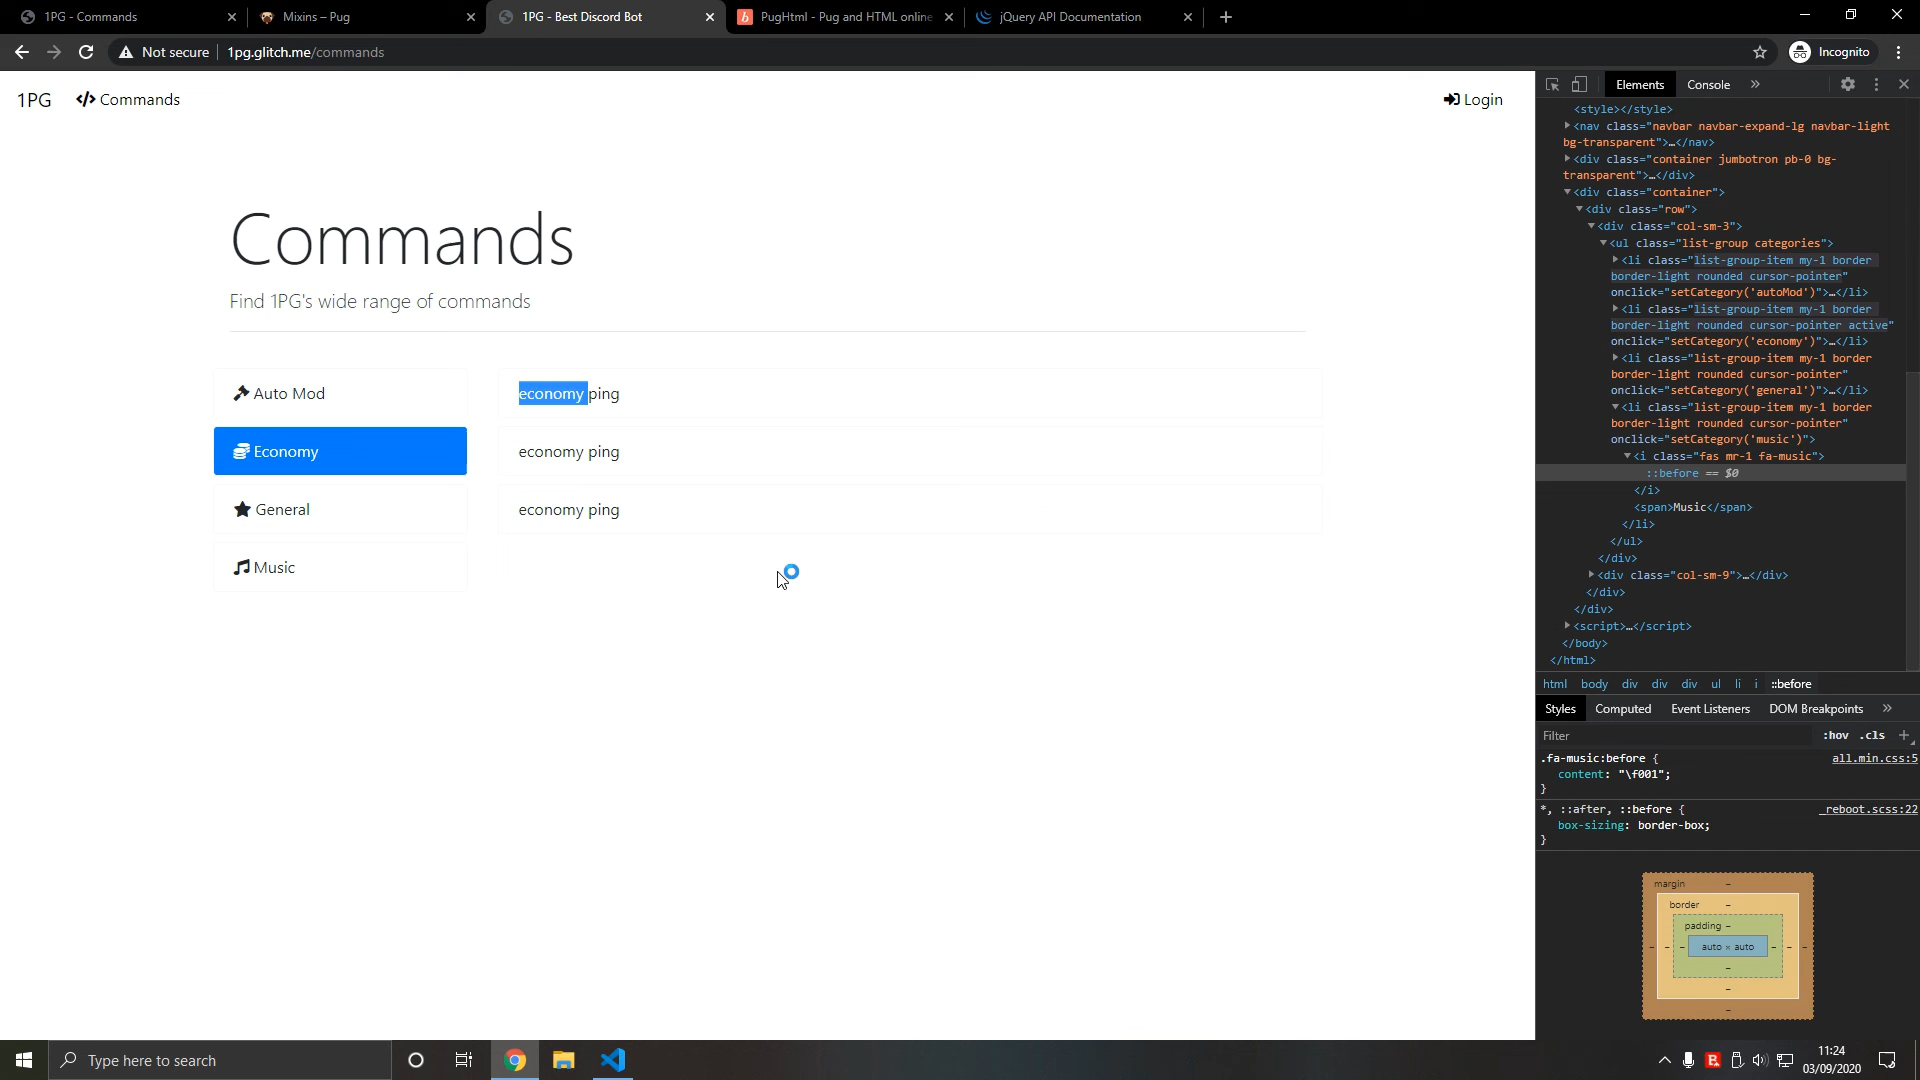 1PG - Commands
Mixins – Pug
1PG - Best Discord Bot
PugHtml - Pug and HTML online
jQuery API Documentation
Not secure
1pg.glitch.me/commands
Incognito
1PG
</> Commands
Login
Commands
Find 1PG's wide range of commands
Auto Mod
Economy
General
Music
economy ping
economy ping
economy ping
Elements
Console
<style></style>
<nav class="navbar navbar-expand-lg navbar-light
bg-transparent">…</nav>
<div class="container jumbotron pb-0 bg-
transparent">…</div>
<div class="container">
<div class="row">
<div class="col-sm-3">
<ul class="list-group categories">
<li class="list-group-item my-1 border
border-light rounded cursor-pointer"
onclick="setCategory('autoMod')">…</li>
<li class="list-group-item my-1 border
border-light rounded cursor-pointer active"
onclick="setCategory('economy')">…</li>
<li class="list-group-item my-1 border
border-light rounded cursor-pointer"
onclick="setCategory('general')">…</li>
<li class="list-group-item my-1 border
border-light rounded cursor-pointer"
onclick="setCategory('music')">
<i class="fas mr-1 fa-music">
::before == $0
</i>
<span>Music</span>
</li>
</ul>
</div>
<div class="col-sm-9">…</div>
</div>
</div>
<script>…</script>
</body>
</html>
html body div div div ul li i ::before
Styles Computed Event Listeners DOM Breakpoints
Filter
:hov .cls
.fa-music:before {
all.min.css:5
content: "\f001";
}
*, ::after, ::before {
_reboot.scss:22
box-sizing: border-box;
}
margin –
border –
padding –
auto × auto
–
–
–
Type here to search
11:24
03/09/2020